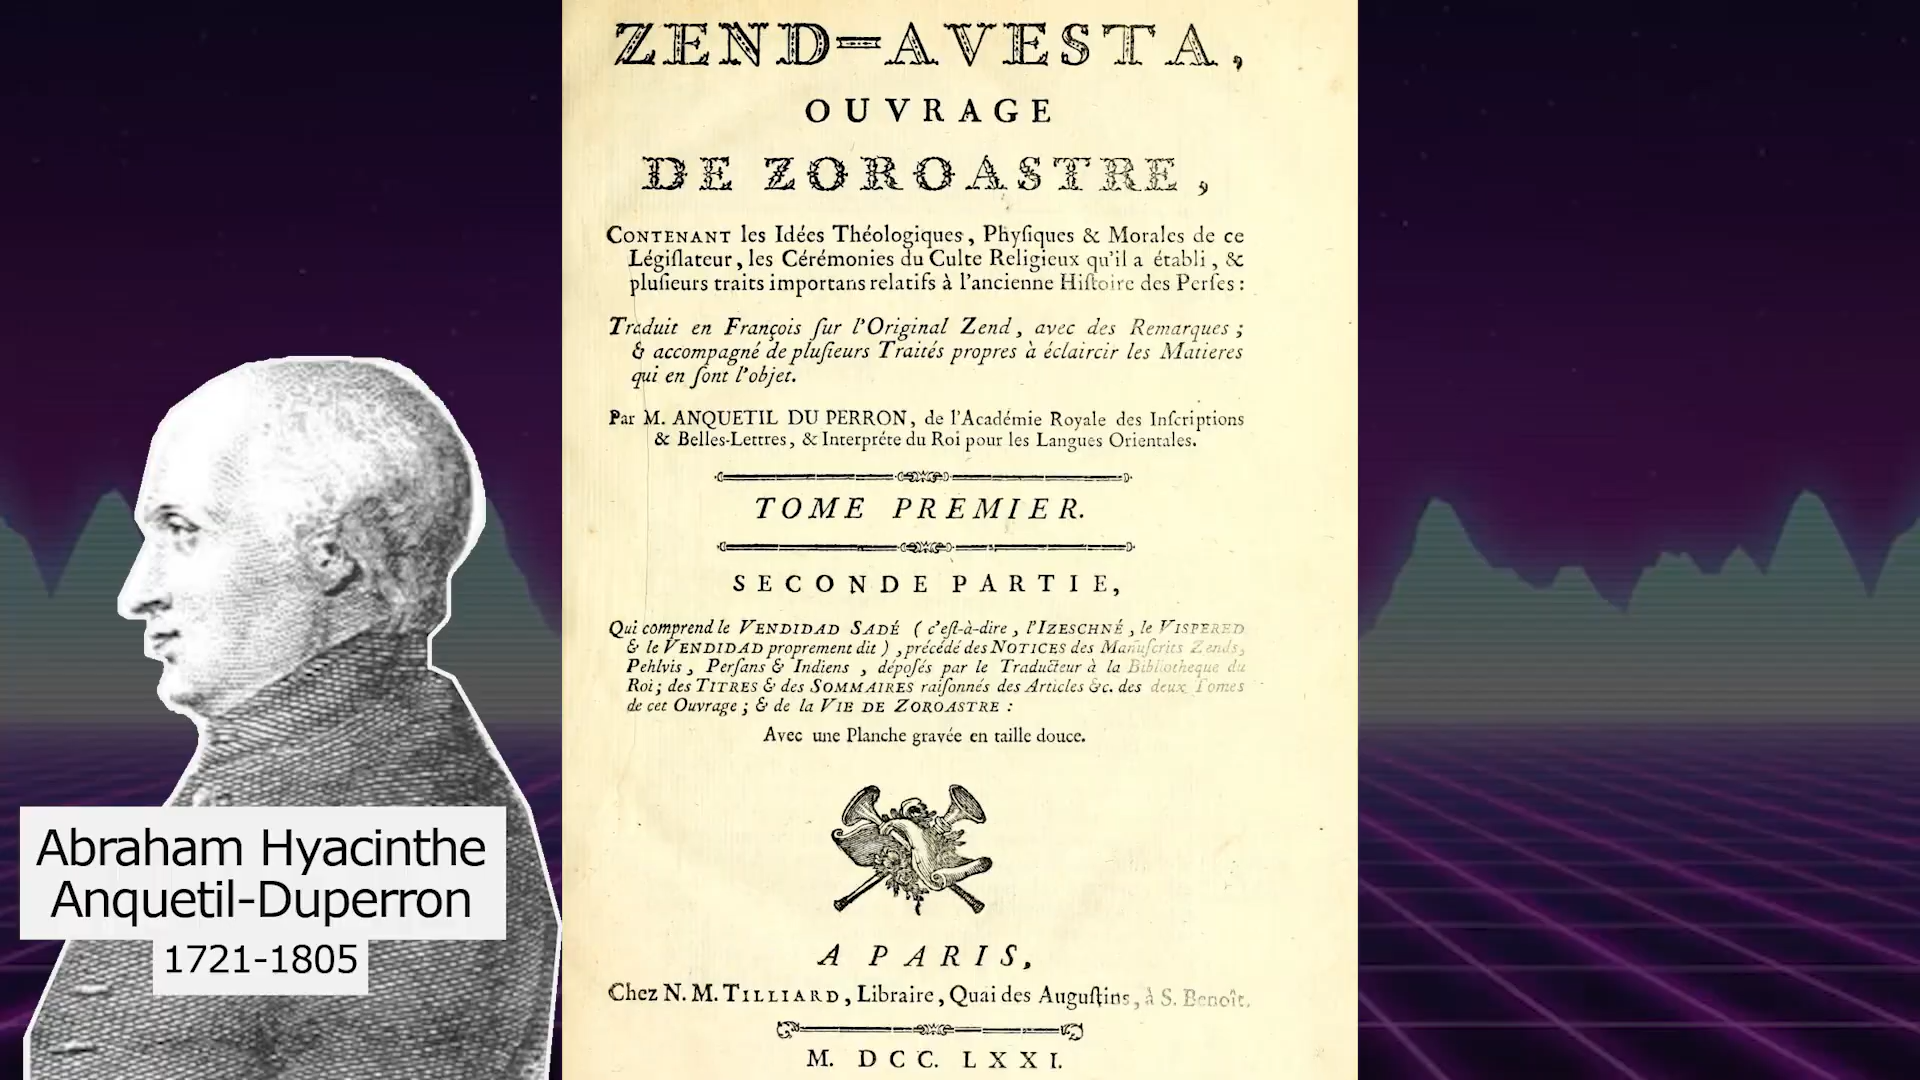 ZEND=AVESTA,
OUVRAGE
DE ZOROASTRE,
CONTENANT les Idées Théologiques, Phyſiques & Morales de ce
Légiſlateur, les Cérémonies du Culte Religieux qu'il a établi, &
pluſieurs traits importans relatifs à l'ancienne Hiſtoire des Perſes :
Traduit en François ſur l'Original Zend, avec des Remarques ;
& accompagné de pluſieurs Traités propres à éclaircir les Matieres
qui en ſont l'objet.
Par M. ANQUETIL DU PERRON, de l'Académie Royale des Inſcriptions
& Belles-Lettres, & Interpréte du Roi pour les Langues Orientales.
TOME PREMIER.
SECONDE PARTIE,
Qui comprend le VENDIDAD SADÉ ( c'eſt-à-dire, l'IZESCHNÉ, le VISPERED
& le VENDIDAD proprement dit ), précédé des NOTICES des Manuſcrits Zends,
Pehlvis, Perſans & Indiens, dépoſés par le Traducteur à la Bibliotheque du
Roi ; des TITRES & des SOMMAIRES raiſonnés des Articles &c. des deux Tomes
de cet Ouvrage ; & de la VIE DE ZOROASTRE :
Avec une Planche gravée en taille douce.
A PARIS,
Chez N. M. TILLIARD, Libraire, Quai des Auguſtins, à S. Benoît.
M. DCC. LXXI.
Abraham Hyacinthe
Anquetil-Duperron
1721-1805